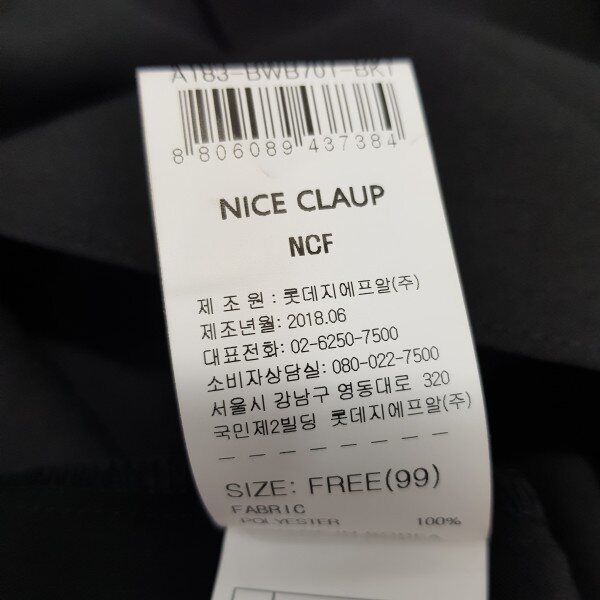 A183-BWB701-BK1
8 806089 437384
NICE CLAUP
NCF
제 조 원 : 롯데지에프알(주)
제조년월: 2018.06
대표전화: 02-6250-7500
소비자상담실: 080-022-7500
서울시 강남구 영동대로 320
국민제2빌딩 롯데지에프알(주)
SIZE: FREE(99)
FABRIC
POLYESTER 100%